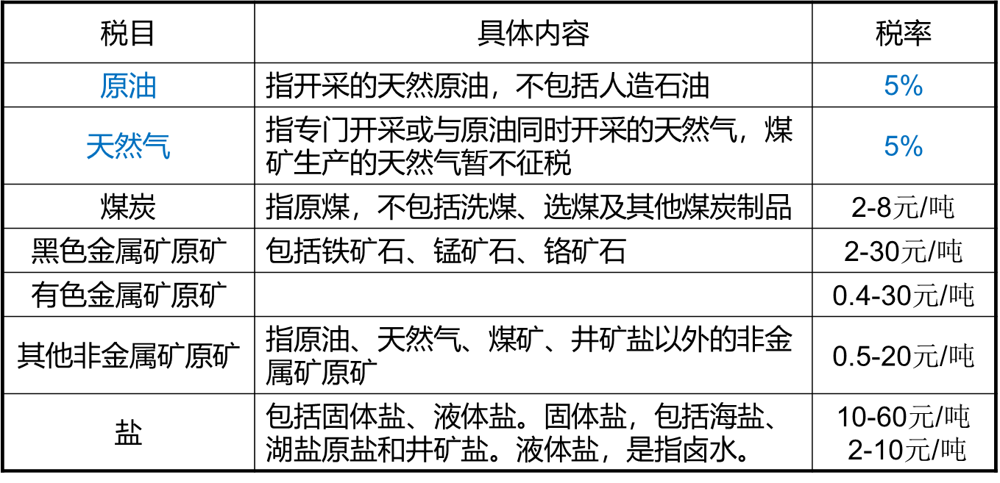 税目 具体内容 税率
原油 指开采的天然原油，不包括人造石油 5%
天然气 指专门开采或与原油同时开采的天然气，煤
矿生产的天然气暂不征税 5%
煤炭 指原煤，不包括洗煤、选煤及其他煤炭制品 2-8元/吨
黑色金属矿原矿 包括铁矿石、锰矿石、铬矿石 2-30元/吨
有色金属矿原矿 0.4-30元/吨
其他非金属矿原矿 指原油、天然气、煤矿、井矿盐以外的非金
属矿原矿 0.5-20元/吨
盐 包括固体盐、液体盐。固体盐，包括海盐、 10-60元/吨
湖盐原盐和井矿盐。液体盐，是指卤水。 2-10元/吨